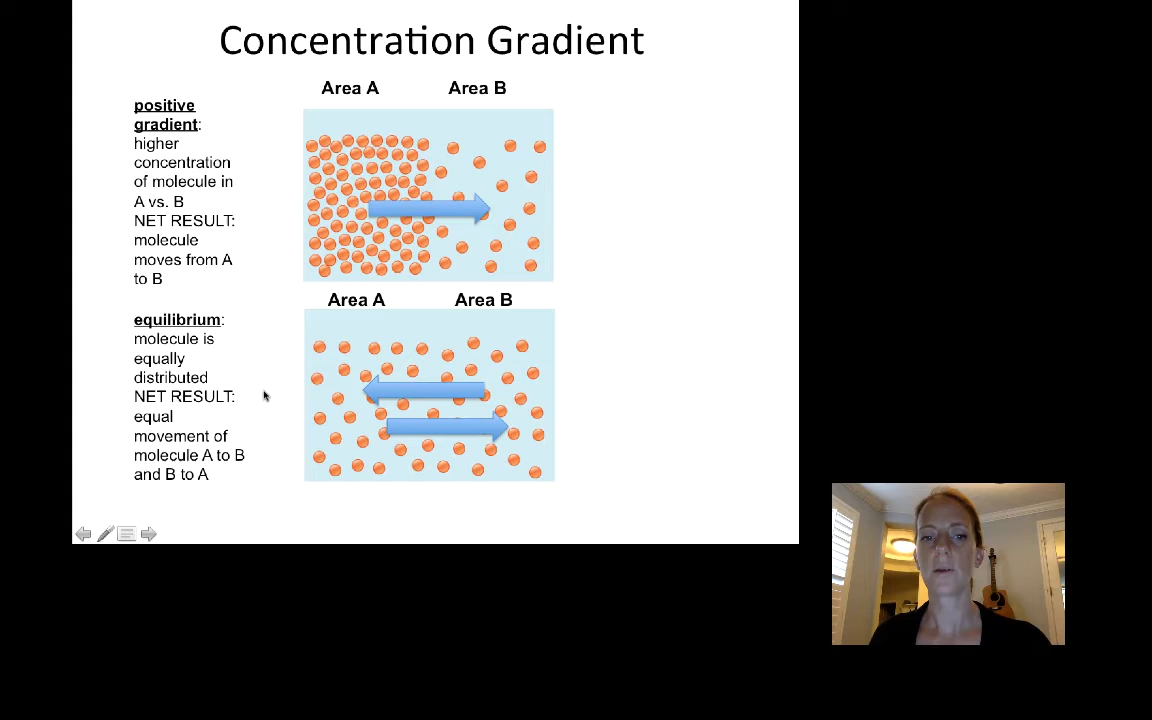 Concentration Gradient
Area A
Area B
positive
gradient:
higher
concentration
of molecule in
A vs. B
NET RESULT:
molecule
moves from A
to B
Area A
Area B
equilibrium:
molecule is
equally
distributed
NET RESULT:
equal
movement of
molecule A to B
and B to A